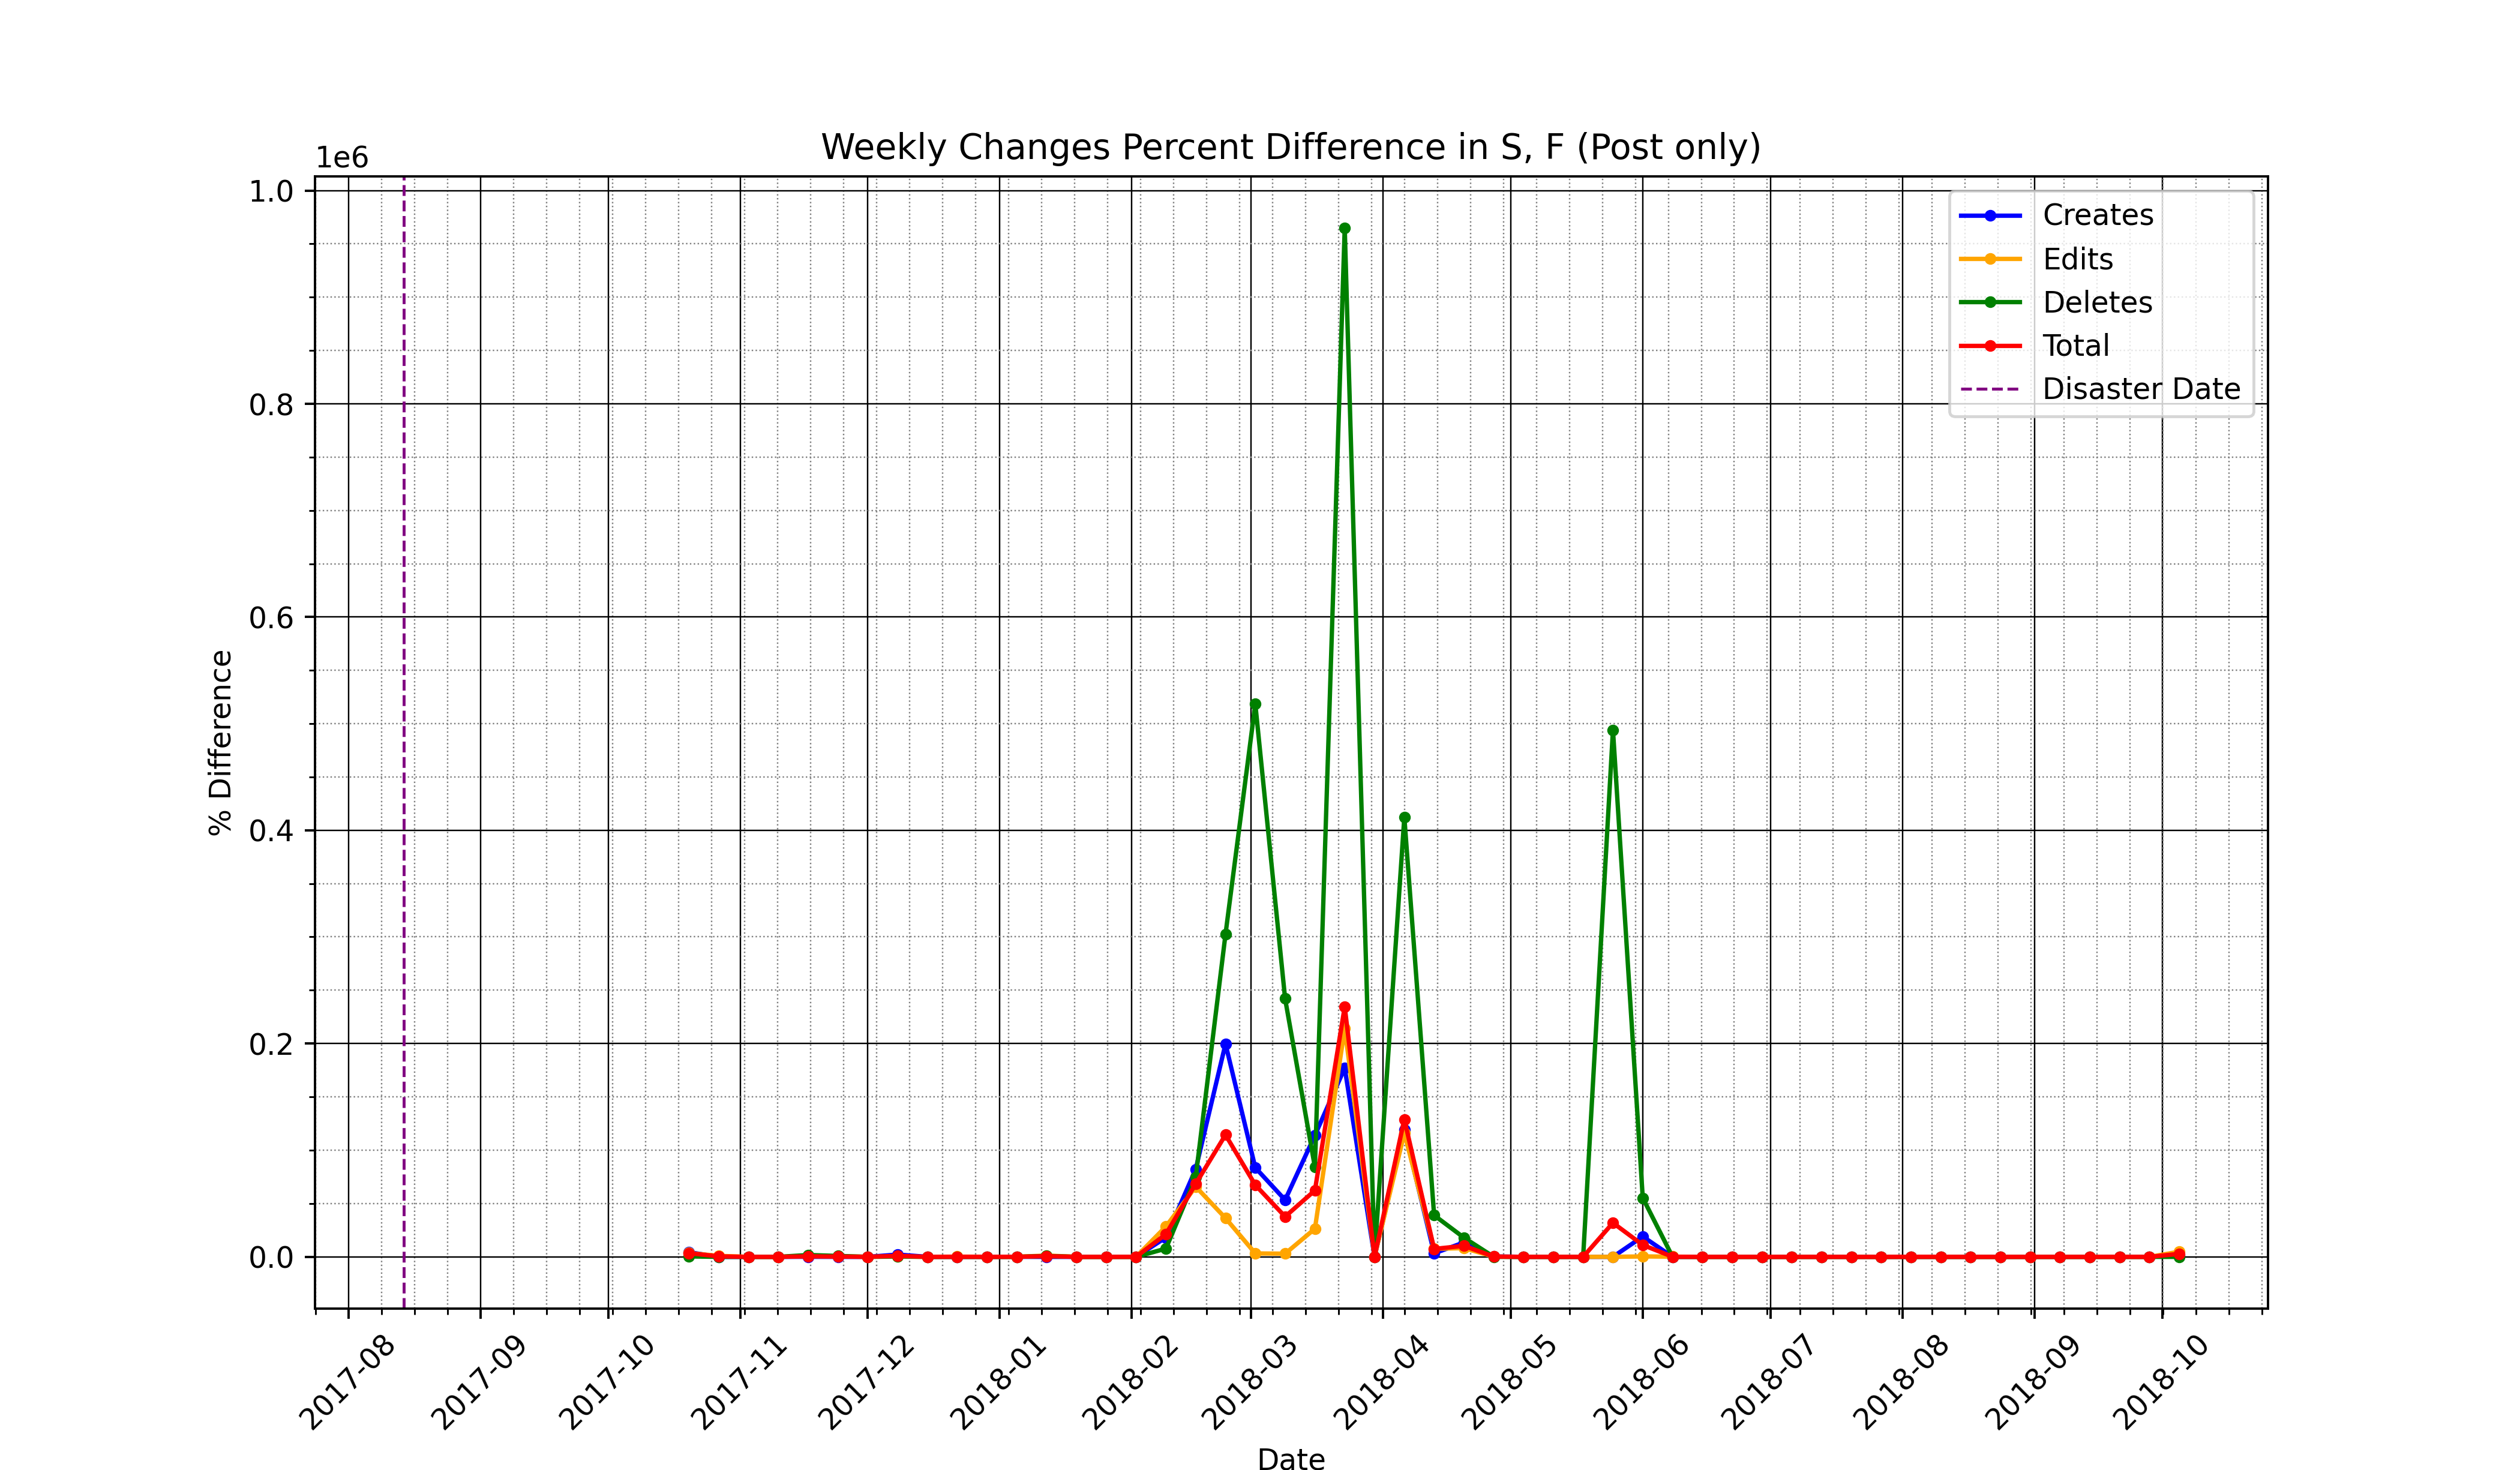 Weekly Changes Percent Difference in S, F (Post only)
1e6
1.0
0.8
0.6
0.4
0.2
0.0
% Difference
Creates
Edits
Deletes
Total
Disaster Date
2017-08
2017-09
2017-10
2017-11
2017-12
2018-01
2018-02
2018-03
2018-04
2018-05
2018-06
2018-07
2018-08
2018-09
2018-10
Date